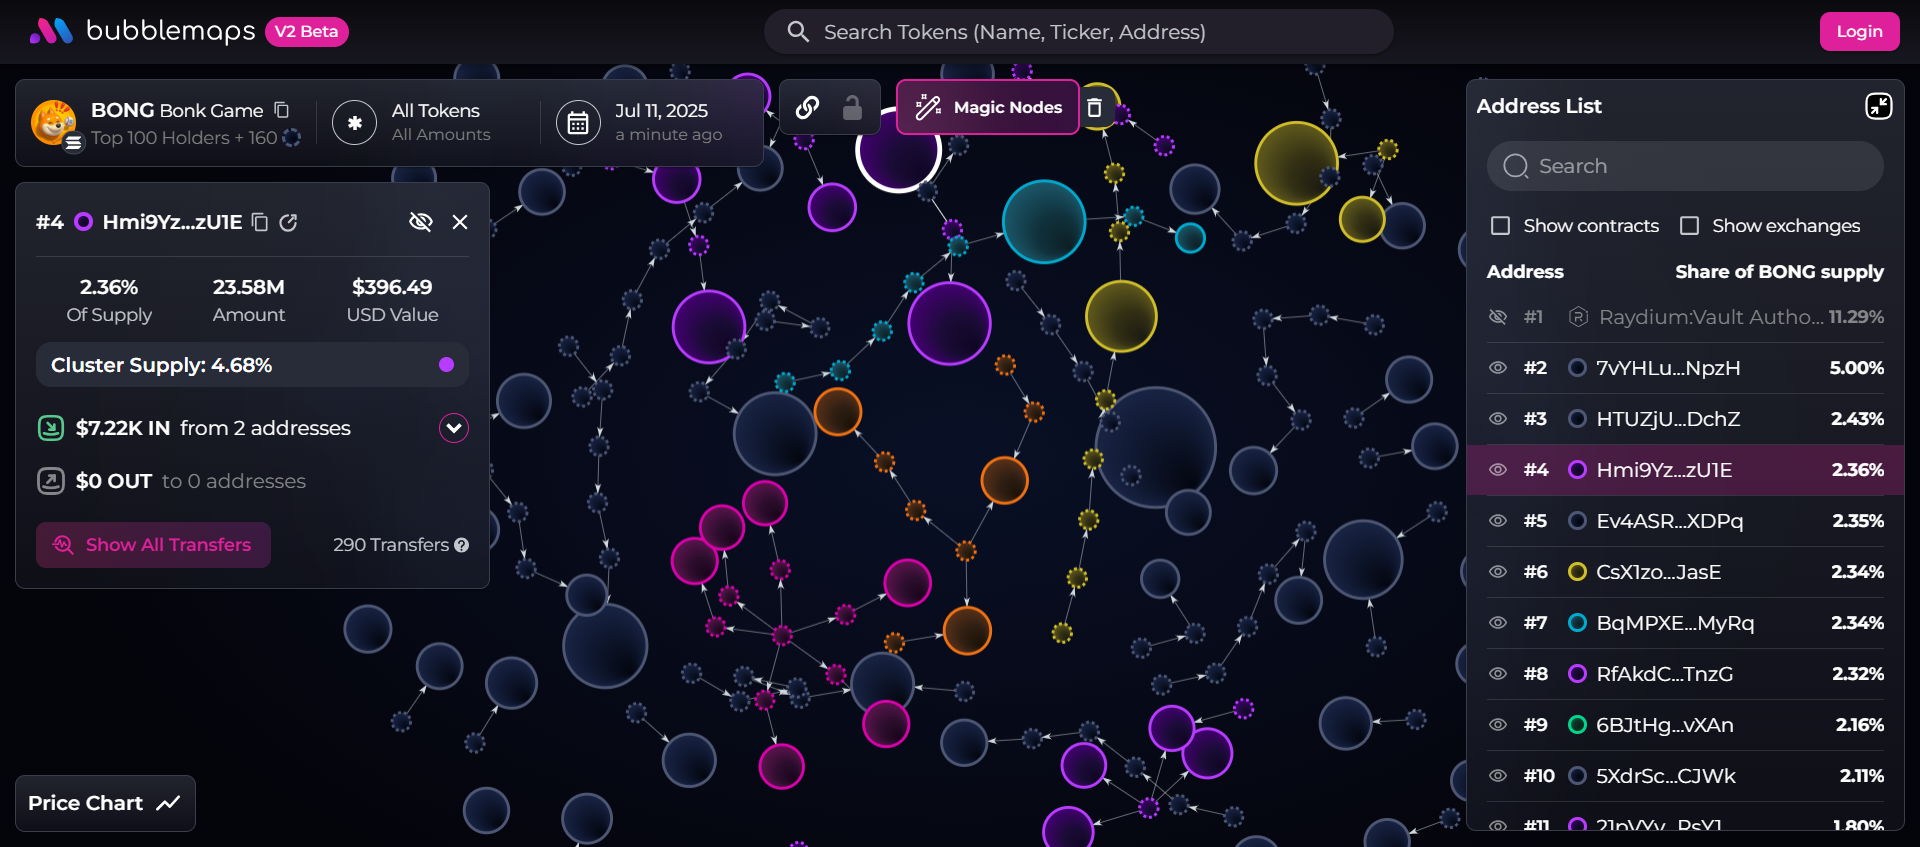 bubblemaps V2 Beta
Search Tokens (Name, Ticker, Address)
Login
BONG Bonk Game
Top 100 Holders + 160
All Tokens
All Amounts
Jul 11, 2025
a minute ago
Magic Nodes
#4 Hmi9Yz...zU1E
2.36% 23.58M $396.49
Of Supply Amount USD Value
Cluster Supply: 4.68%
$7.22K IN from 2 addresses
$0 OUT to 0 addresses
Show All Transfers 290 Transfers
Price Chart
Address List
Search
Show contracts Show exchanges
Address Share of BONG supply
#1 Raydium:Vault Autho... 11.29%
#2 7vYHLu...NpzH 5.00%
#3 HTUZjU...DchZ 2.43%
#4 Hmi9Yz...zU1E 2.36%
#5 Ev4ASR...XDPq 2.35%
#6 CsX1zo...JasE 2.34%
#7 BqMPXE...MyRq 2.34%
#8 RfAkdC...TnzG 2.32%
#9 6BJtHg...vXAn 2.16%
#10 5XdrSc...CJWk 2.11%
#11 1.80%